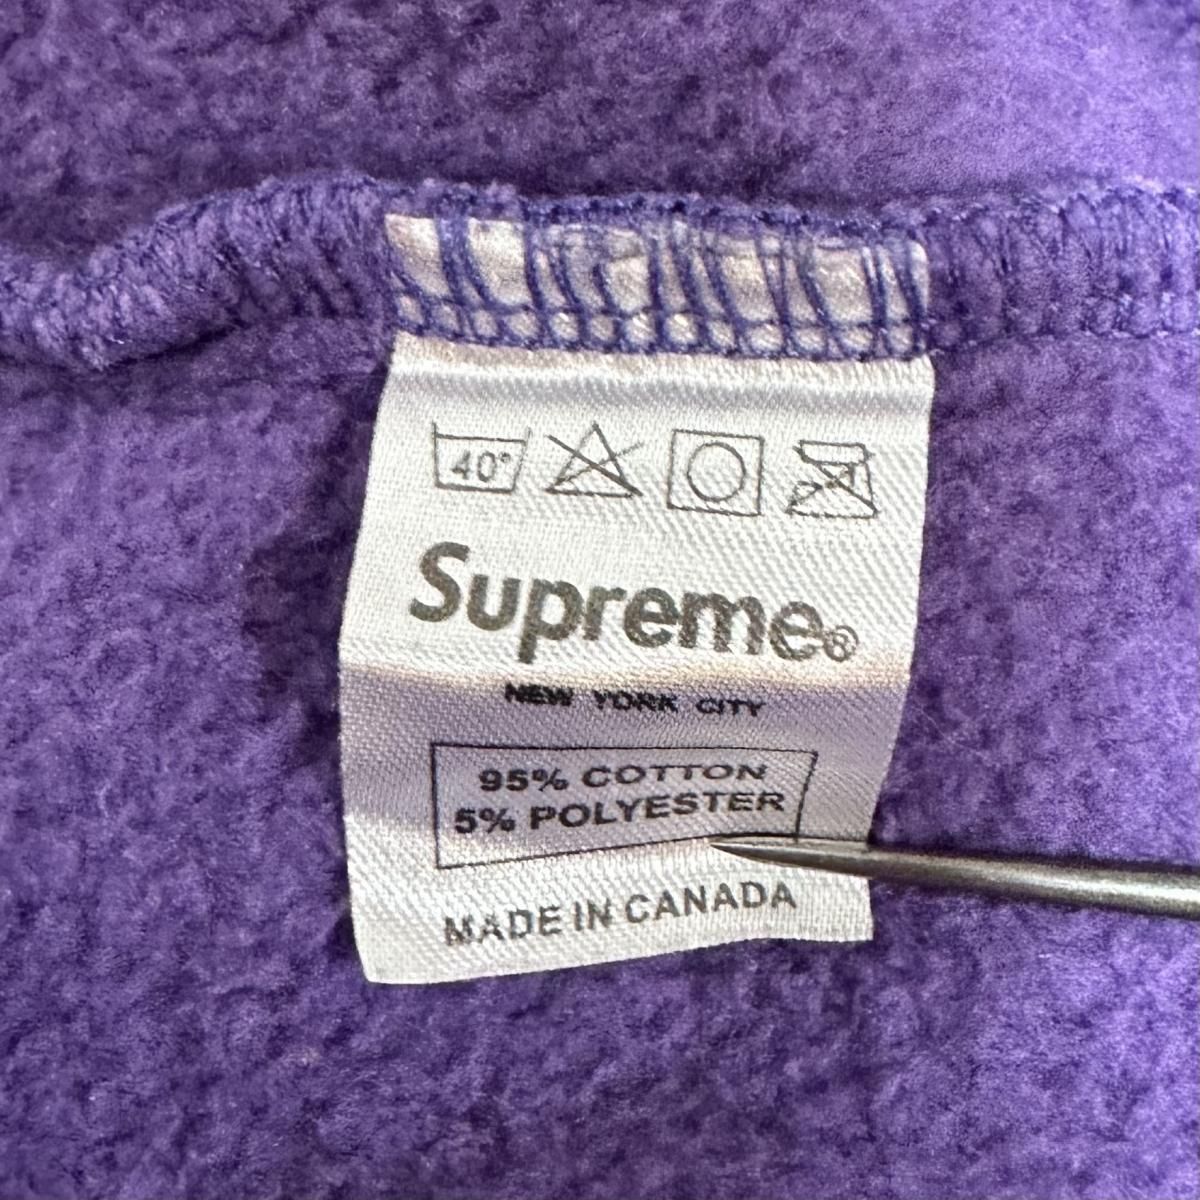 40°
Supreme®
NEW YORK CITY
95% COTTON
5% POLYESTER
MADE IN CANADA